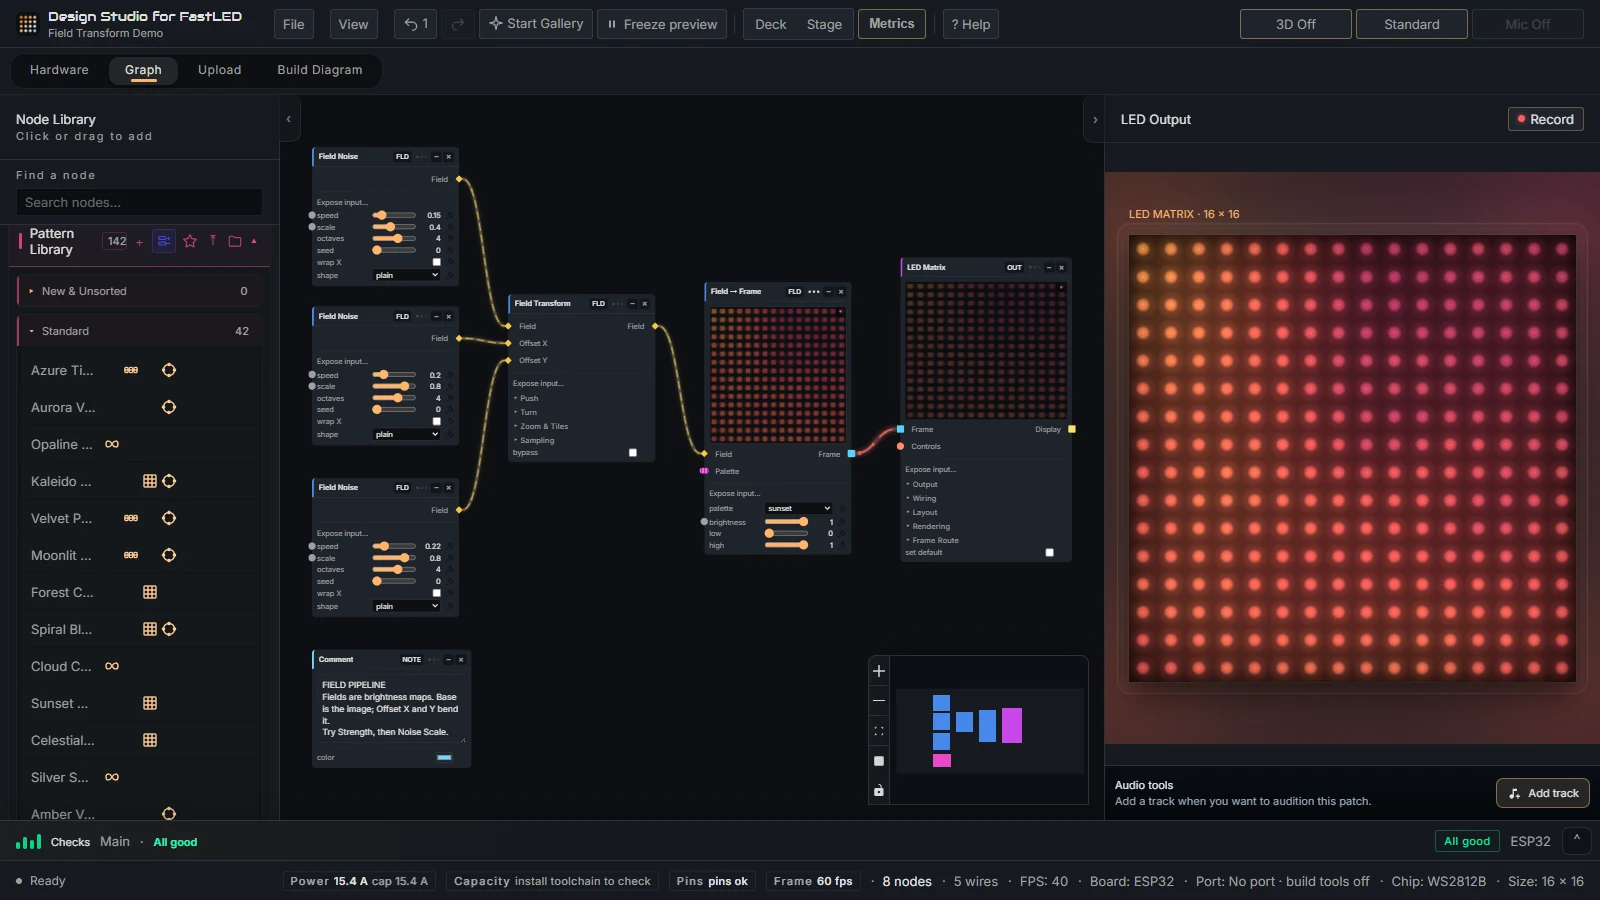 Design Studio for FastLED
Field Transform Demo
File
View
1
Start Gallery
Freeze preview
Deck
Stage
Metrics
? Help
3D Off
Standard
Mic Off
Hardware
Graph
Upload
Build Diagram
Node Library
Click or drag to add
Find a node
Search nodes...
Pattern
Library
142
New & Unsorted
0
Standard
42
Azure Ti...
Aurora V...
Opaline ...
Kaleido ...
Velvet P...
Moonlit ...
Forest C...
Spiral Bl...
Cloud C...
Sunset ...
Celestial...
Silver S...
Amber V...
Field Noise FLD
Field
Expose input...
speed 0.15
scale 0.4
octaves 4
seed 0
wrap X
shape plain
Field Noise FLD
Field
Expose input...
speed 0.2
scale 0.8
octaves 4
seed 0
wrap X
shape plain
Field Noise FLD
Field
Expose input...
speed 0.22
scale 0.8
octaves 4
seed 0
wrap X
shape plain
Comment NOTE
FIELD PIPELINE
Fields are brightness maps. Base
is the image; Offset X and Y bend
it.
Try Strength, then Noise Scale.
color
Field Transform FLD
Field Field
Offset X
Offset Y
Expose input...
Push
Turn
Zoom & Tiles
Sampling
bypass
Field → Frame FLD
Field Frame
Palette
Expose input...
palette sunset
brightness 1
low 0
high 1
LED Matrix OUT
Frame Display
Controls
Expose input...
Output
Wiring
Layout
Rendering
Frame Route
set default
LED Output
Record
LED MATRIX · 16 × 16
Audio tools
Add a track when you want to audition this patch.
Add track
Checks Main · All good
All good
ESP32
Ready
Power 15.4 A cap 15.4 A
Capacity install toolchain to check
Pins pins ok
Frame 60 fps
· 8 nodes · 5 wires · FPS: 40 · Board: ESP32 · Port: No port · build tools off · Chip: WS2812B · Size: 16 × 16